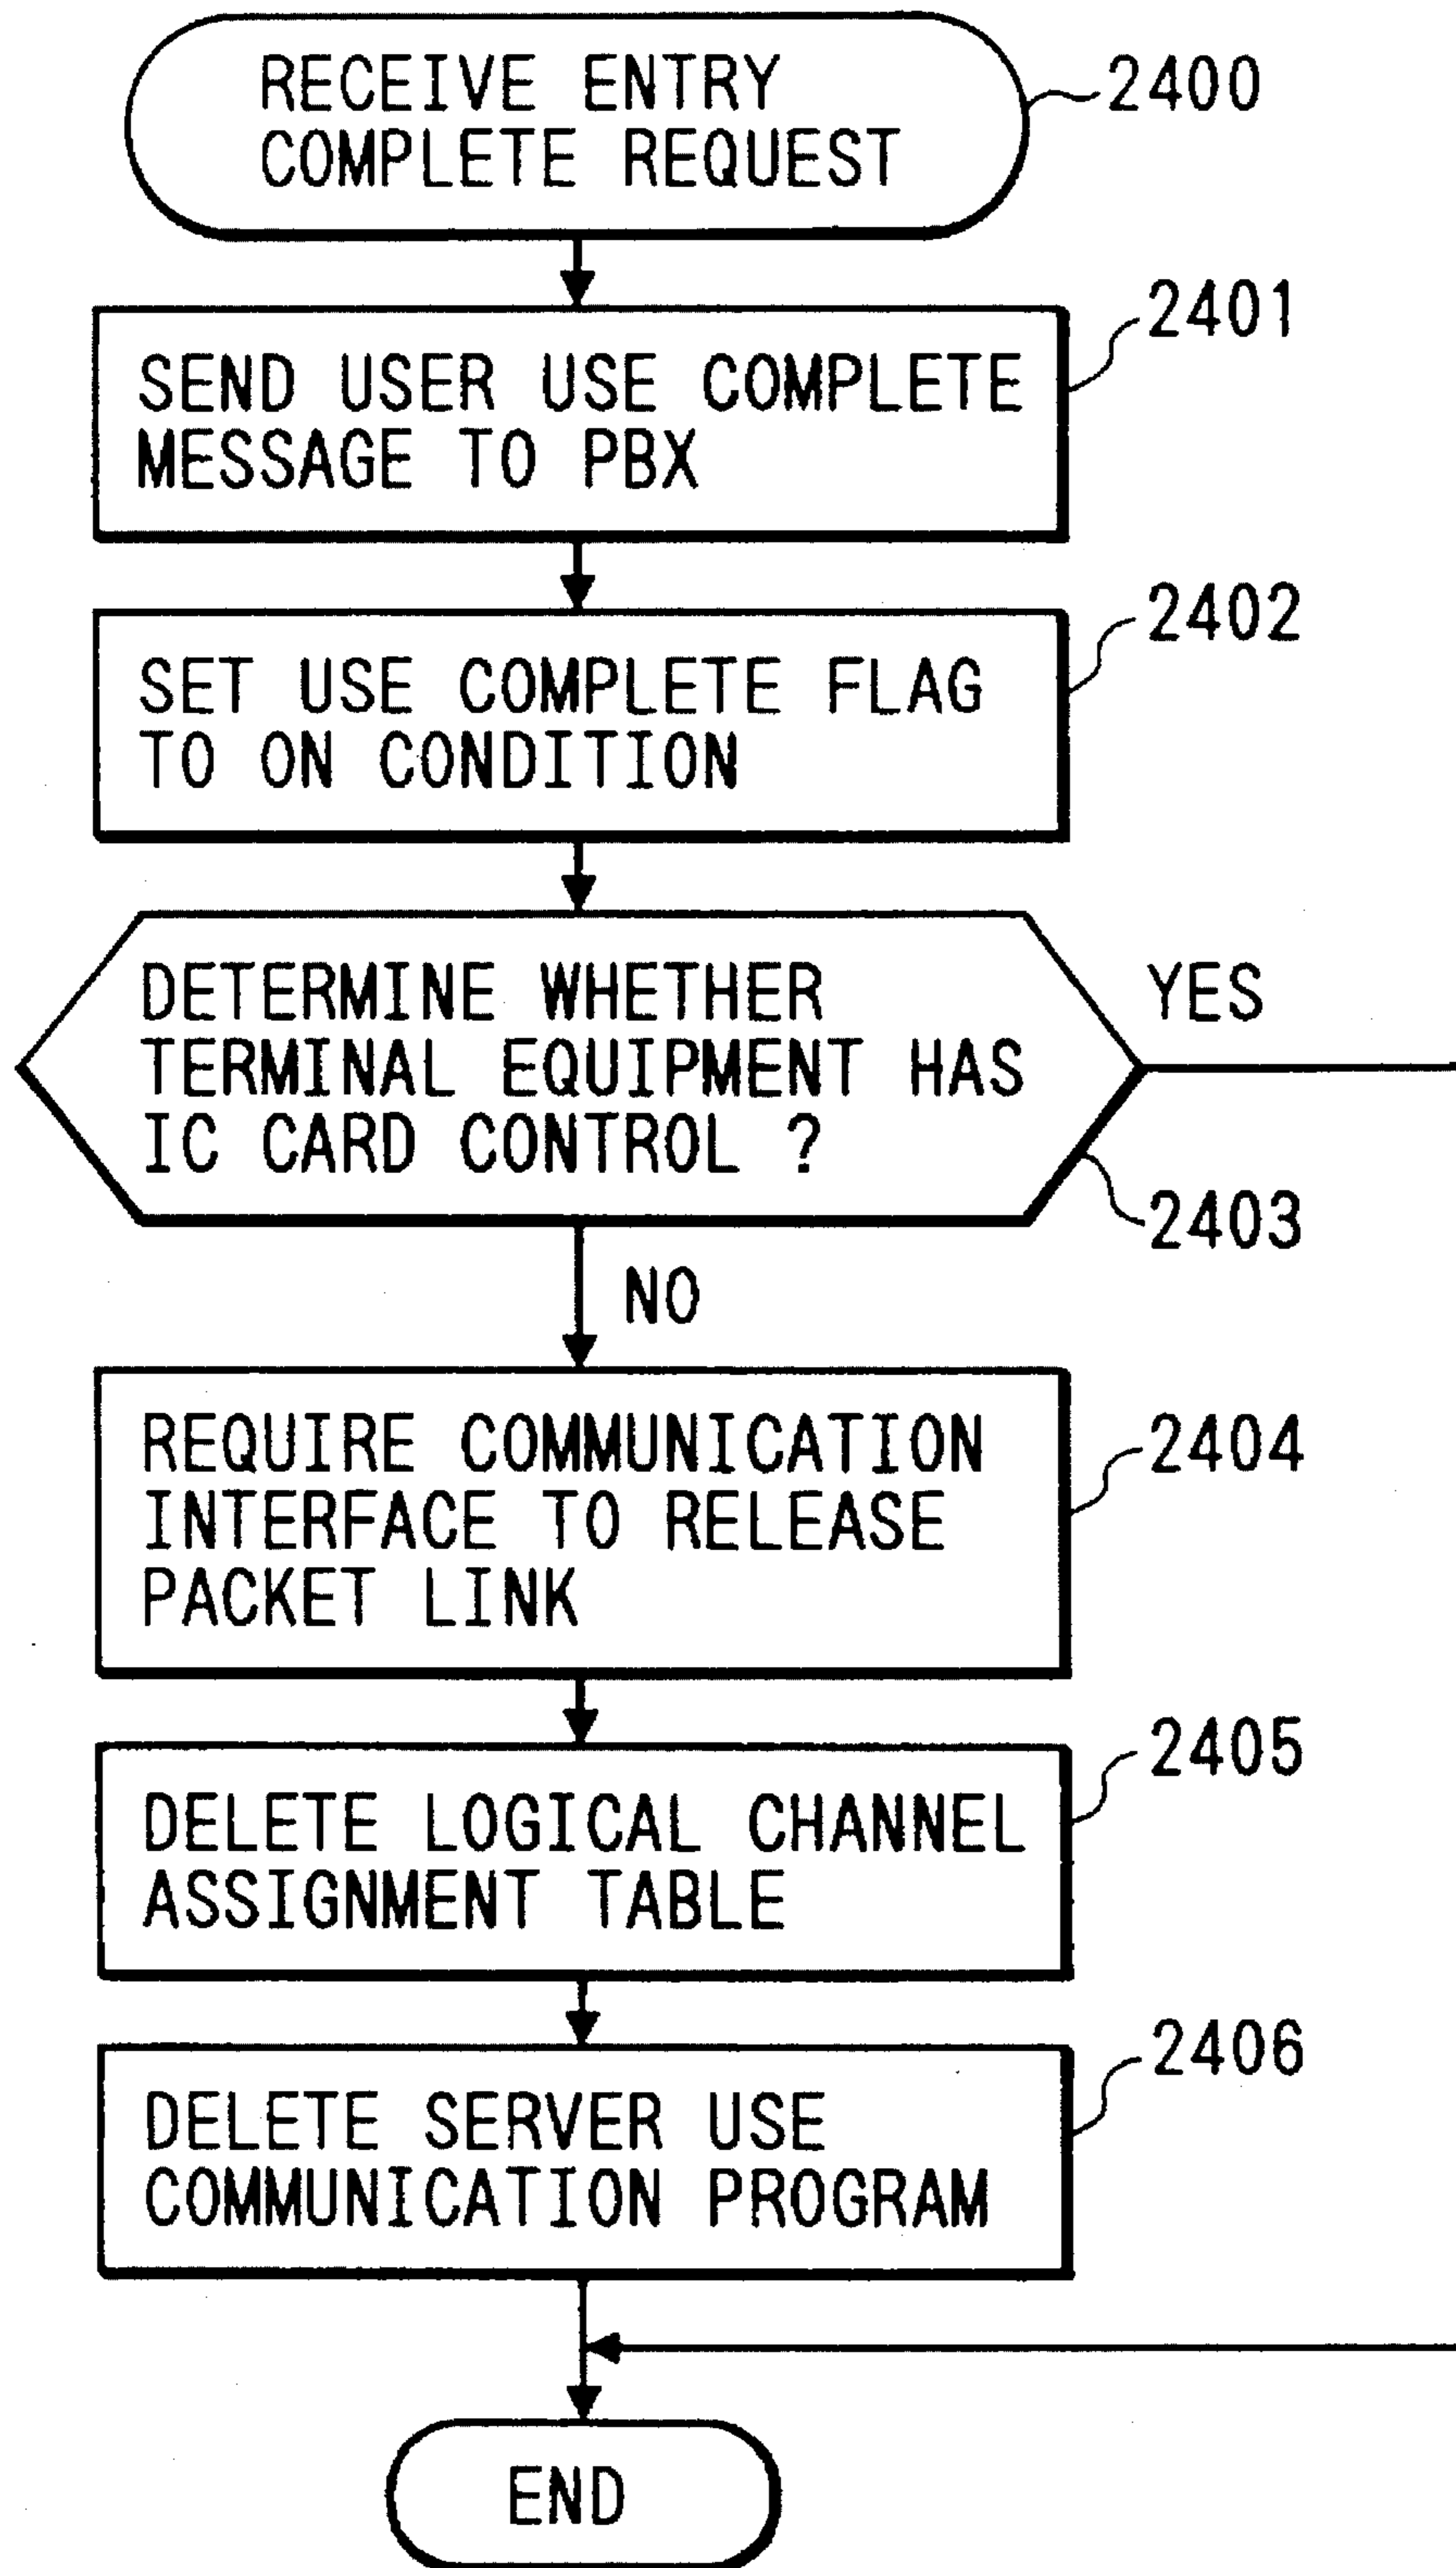 RECEIVE ENTRY
COMPLETE REQUEST
2400
2401
SEND USER USE COMPLETE
MESSAGE TO PBX
2402
SET USE COMPLETE FLAG
TO ON CONDITION
DETERMINE WHETHER
TERMINAL EQUIPMENT HAS
IC CARD CONTROL ?
YES
2403
NO
2404
REQUIRE COMMUNICATION
INTERFACE TO RELEASE
PACKET LINK
2405
DELETE LOGICAL CHANNEL
ASSIGNMENT TABLE
2406
DELETE SERVER USE
COMMUNICATION PROGRAM
END